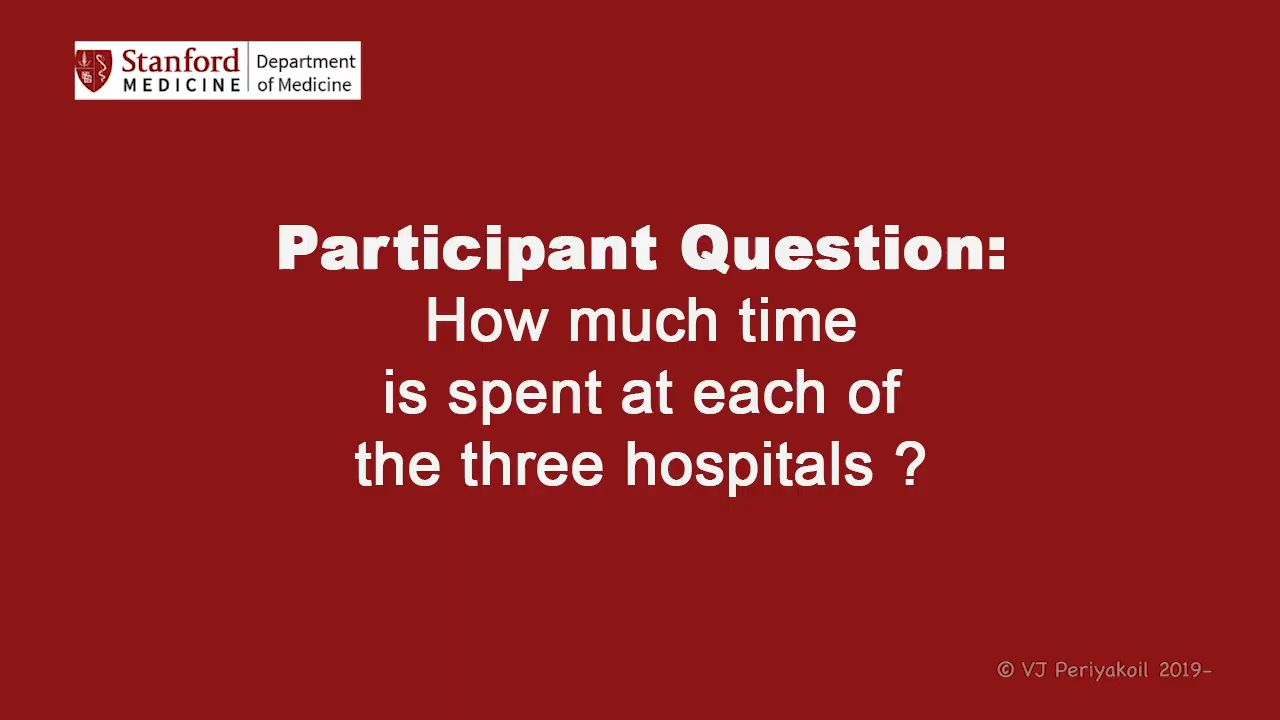 Stanford
MEDICINE
Department
of Medicine
Participant Question:
How much time
is spent at each of
the three hospitals ?
© VJ Periyakoil 2019-